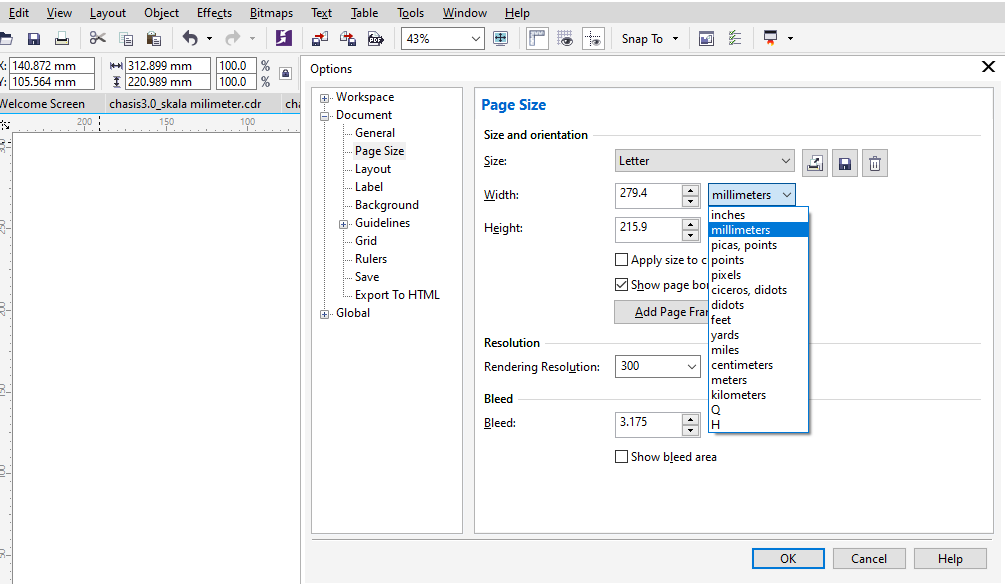 Edit View Layout Object Effects Bitmaps Text Table Tools Window Help
43% Snap To
X: 140.872 mm 312.899 mm 100.0 %
Y: 105.564 mm 220.989 mm 100.0 %
Welcome Screen chasis3.0_skala milimeter.cdr cha
200 150 100
Options
Workspace
Document
General
Page Size
Layout
Label
Background
Guidelines
Grid
Rulers
Save
Export To HTML
Global
Page Size
Size and orientation
Size: Letter
Width: 279.4 millimeters
Height: 215.9
inches
millimeters
picas, points
points
pixels
ciceros, didots
didots
feet
yards
miles
centimeters
meters
kilometers
Q
H
Apply size to c
Show page bor
Add Page Fra
Resolution
Rendering Resolution: 300
Bleed
Bleed: 3.175
Show bleed area
OK Cancel Help